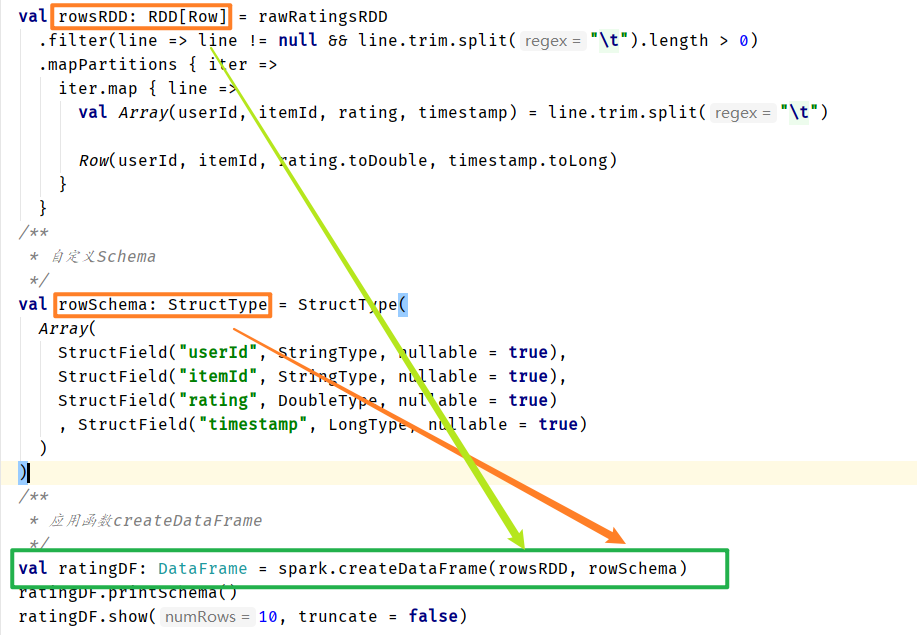 val rowsRDD: RDD[Row] = rawRatingsRDD
.filter(line => line != null && line.trim.split( regex = "\t").length > 0)
.mapPartitions { iter =>
iter.map { line =>
val Array(userId, itemId, rating, timestamp) = line.trim.split( regex = "\t")
Row(userId, itemId, rating.toDouble, timestamp.toLong)
}
}
/**
* 自定义Schema
*/
val rowSchema: StructType = StructType(
Array(
StructField("userId", StringType, nullable = true),
StructField("itemId", StringType, nullable = true),
StructField("rating", DoubleType, nullable = true)
, StructField("timestamp", LongType, nullable = true)
)
)
/**
* 应用函数createDataFrame
*/
val ratingDF: DataFrame = spark.createDataFrame(rowsRDD, rowSchema)
ratingDF.printSchema()
ratingDF.show( numRows = 10, truncate = false)